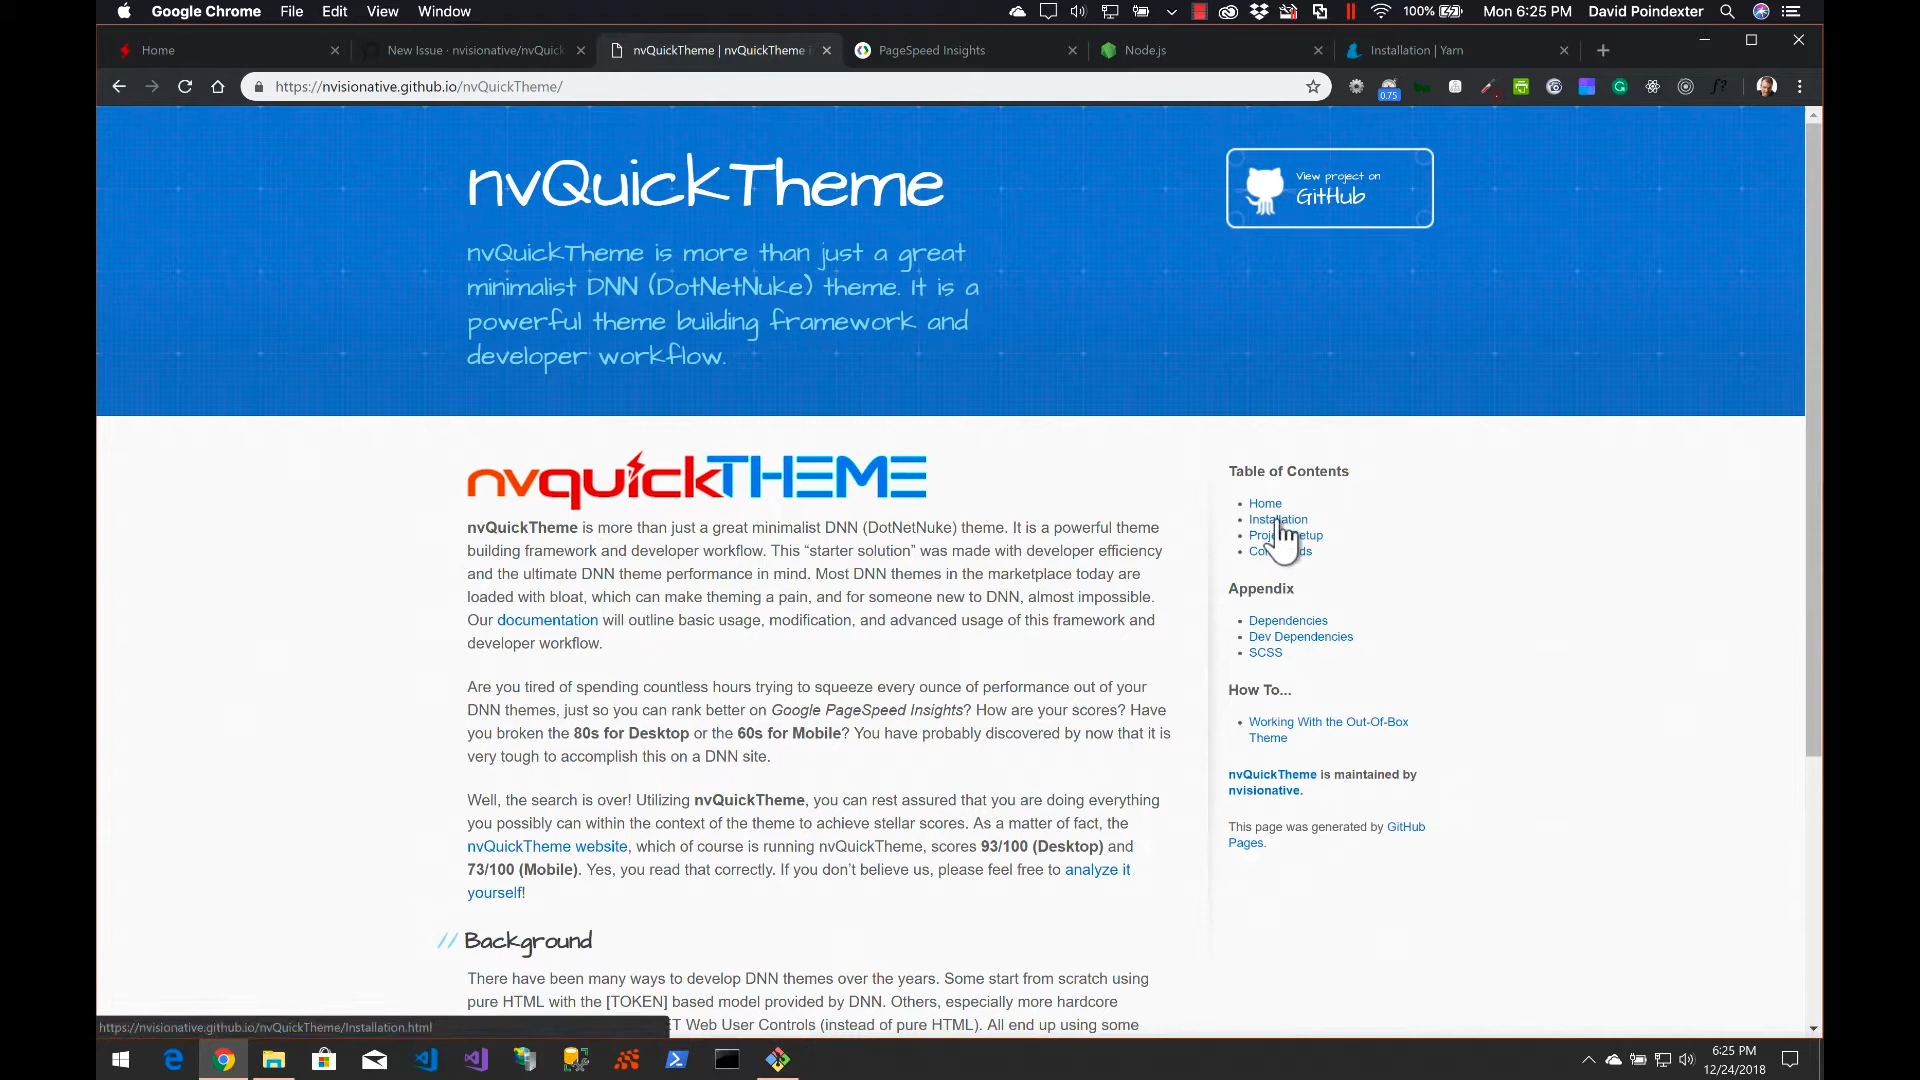 Google Chrome File Edit View Window 100% Mon 6:25 PM David Poindexter
Home New Issue · nvisionative/nvQuick nvQuickTheme | nvQuickTheme PageSpeed Insights Node.js Installation | Yarn
https://nvisionative.github.io/nvQuickTheme/ 0.75 f?
nvQuickTheme
View project on
GitHub
nvQuickTheme is more than just a great
minimalist DNN (DotNetNuke) theme. It is a
powerful theme building framework and
developer workflow.
nvquickTHEME
nvQuickTheme is more than just a great minimalist DNN (DotNetNuke) theme. It is a powerful theme
building framework and developer workflow. This “starter solution” was made with developer efficiency
and the ultimate DNN theme performance in mind. Most DNN themes in the marketplace today are
loaded with bloat, which can make theming a pain, and for someone new to DNN, almost impossible.
Our documentation will outline basic usage, modification, and advanced usage of this framework and
developer workflow.
Are you tired of spending countless hours trying to squeeze every ounce of performance out of your
DNN themes, just so you can rank better on Google PageSpeed Insights? How are your scores? Have
you broken the 80s for Desktop or the 60s for Mobile? You have probably discovered by now that it is
very tough to accomplish this on a DNN site.
Well, the search is over! Utilizing nvQuickTheme, you can rest assured that you are doing everything
you possibly can within the context of the theme to achieve stellar scores. As a matter of fact, the
nvQuickTheme website, which of course is running nvQuickTheme, scores 93/100 (Desktop) and
73/100 (Mobile). Yes, you read that correctly. If you don’t believe us, please feel free to analyze it
yourself!
// Background
There have been many ways to develop DNN themes over the years. Some start from scratch using
pure HTML with the [TOKEN] based model provided by DNN. Others, especially more hardcore
Web User Controls (instead of pure HTML). All end up using some
Table of Contents
Home
Installation
Appendix
Dependencies
Dev Dependencies
SCSS
How To...
Working With the Out-Of-Box
Theme
nvQuickTheme is maintained by
nvisionative.
This page was generated by GitHub
Pages.
https://nvisionative.github.io/nvQuickTheme/Installation.html
6:25 PM
12/24/2018